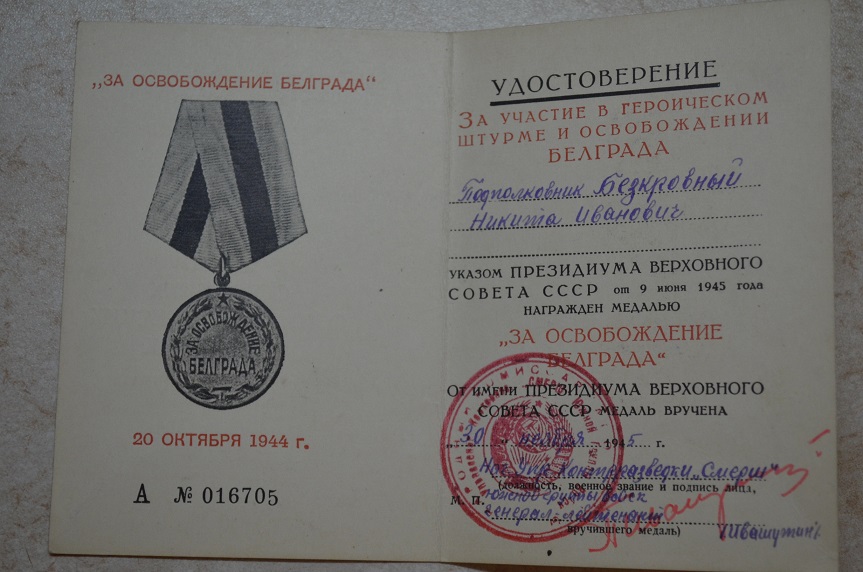 „ЗА ОСВОБОЖДЕНИЕ БЕЛГРАДА“
ЗА ОСВОБОЖДЕНИЕ
БЕЛГРАДА
20 ОКТЯБРЯ 1944 г.
А № 016705
УДОСТОВЕРЕНИЕ
ЗА УЧАСТИЕ В ГЕРОИЧЕСКОМ
ШТУРМЕ И ОСВОБОЖДЕНИИ
БЕЛГРАДА
Подполковник Безкровный
Никита Иванович
УКАЗОМ ПРЕЗИДИУМА ВЕРХОВНОГО
СОВЕТА СССР от 9 июня 1945 года
НАГРАЖДЕН МЕДАЛЬЮ
„ЗА ОСВОБОЖДЕНИЕ
БЕЛГРАДА“
От имени ПРЕЗИДИУМА ВЕРХОВНОГО
СОВЕТА СССР МЕДАЛЬ ВРУЧЕНА
„30“ 1945 г.
Нач Упр Контрразведки „Смерш“
(должность, военное звание и подпись лица,
М. П.
генерал-лейтенант
вручившего медаль)
/Ивашутин/